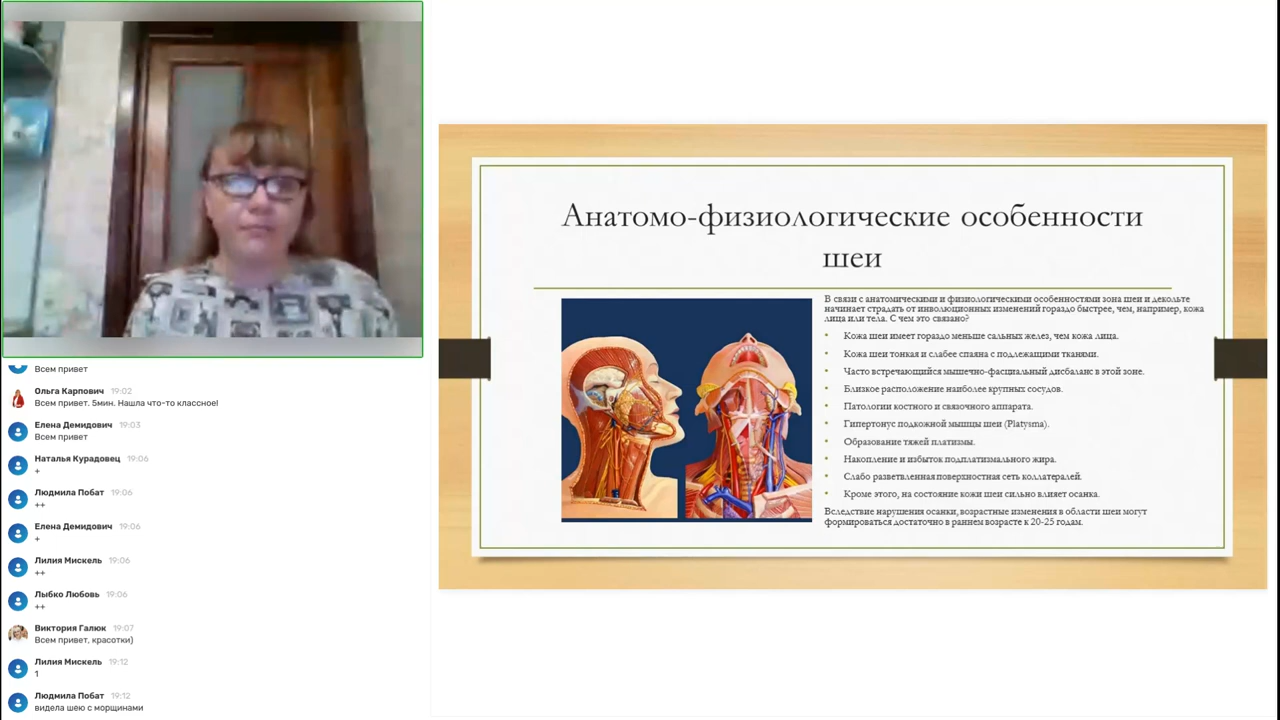 Всем привет
Ольга Карпович 19:02
Всем привет. 5мин. Нашла что-то классное!
Елена Демидович 19:03
Всем привет
Наталья Курадовец 19:06
+
Людмила Побат 19:06
++
Елена Демидович 19:06
+
Лилия Мискель 19:06
++
Лыбко Любовь 19:06
++
Виктория Галюк 19:07
Всем привет, красотки)
Лилия Мискель 19:12
1
Людмила Побат 19:12
видела шею с морщинами
Анатомо-физиологические особенности
шеи
В связи с анатомическими и физиологическими особенностями зона шеи и декольте
начинает страдать от инволюционных изменений гораздо быстрее, чем, например, кожа
лица или тела. С чем это связано?
• Кожа шеи имеет гораздо меньше сальных желез, чем кожа лица.
• Кожа шеи тонкая и слабее спаяна с подлежащими тканями.
• Часто встречающийся мышечно-фасциальный дисбаланс в этой зоне.
• Близкое расположение наиболее крупных сосудов.
• Патологии костного и связочного аппарата.
• Гипертонус подкожной мышцы шеи (Platysma).
• Образование тяжей платизмы.
• Накопление и избыток подплатизмального жира.
• Слабо разветвленная поверхностная сеть коллатералей.
• Кроме этого, на состояние кожи шеи сильно влияет осанка.
Вследствие нарушения осанки, возрастные изменения в области шеи могут
формироваться достаточно в раннем возрасте к 20-25 годам.